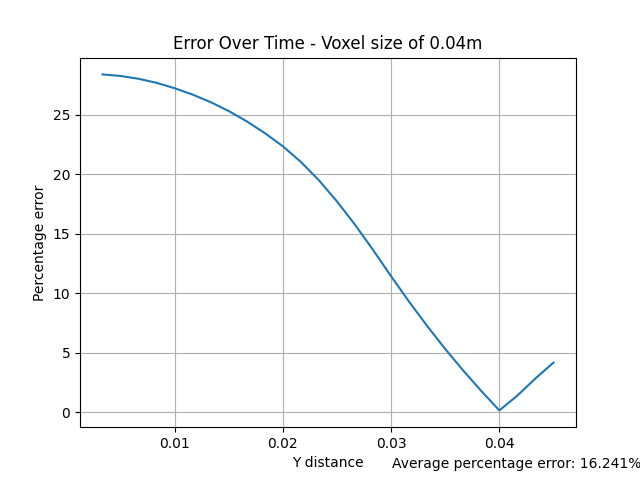 Error Over Time - Voxel size of 0.04m
Percentage error
25
20
15
10
5
0
0.01 0.02 0.03 0.04
Y distance
Average percentage error: 16.241%